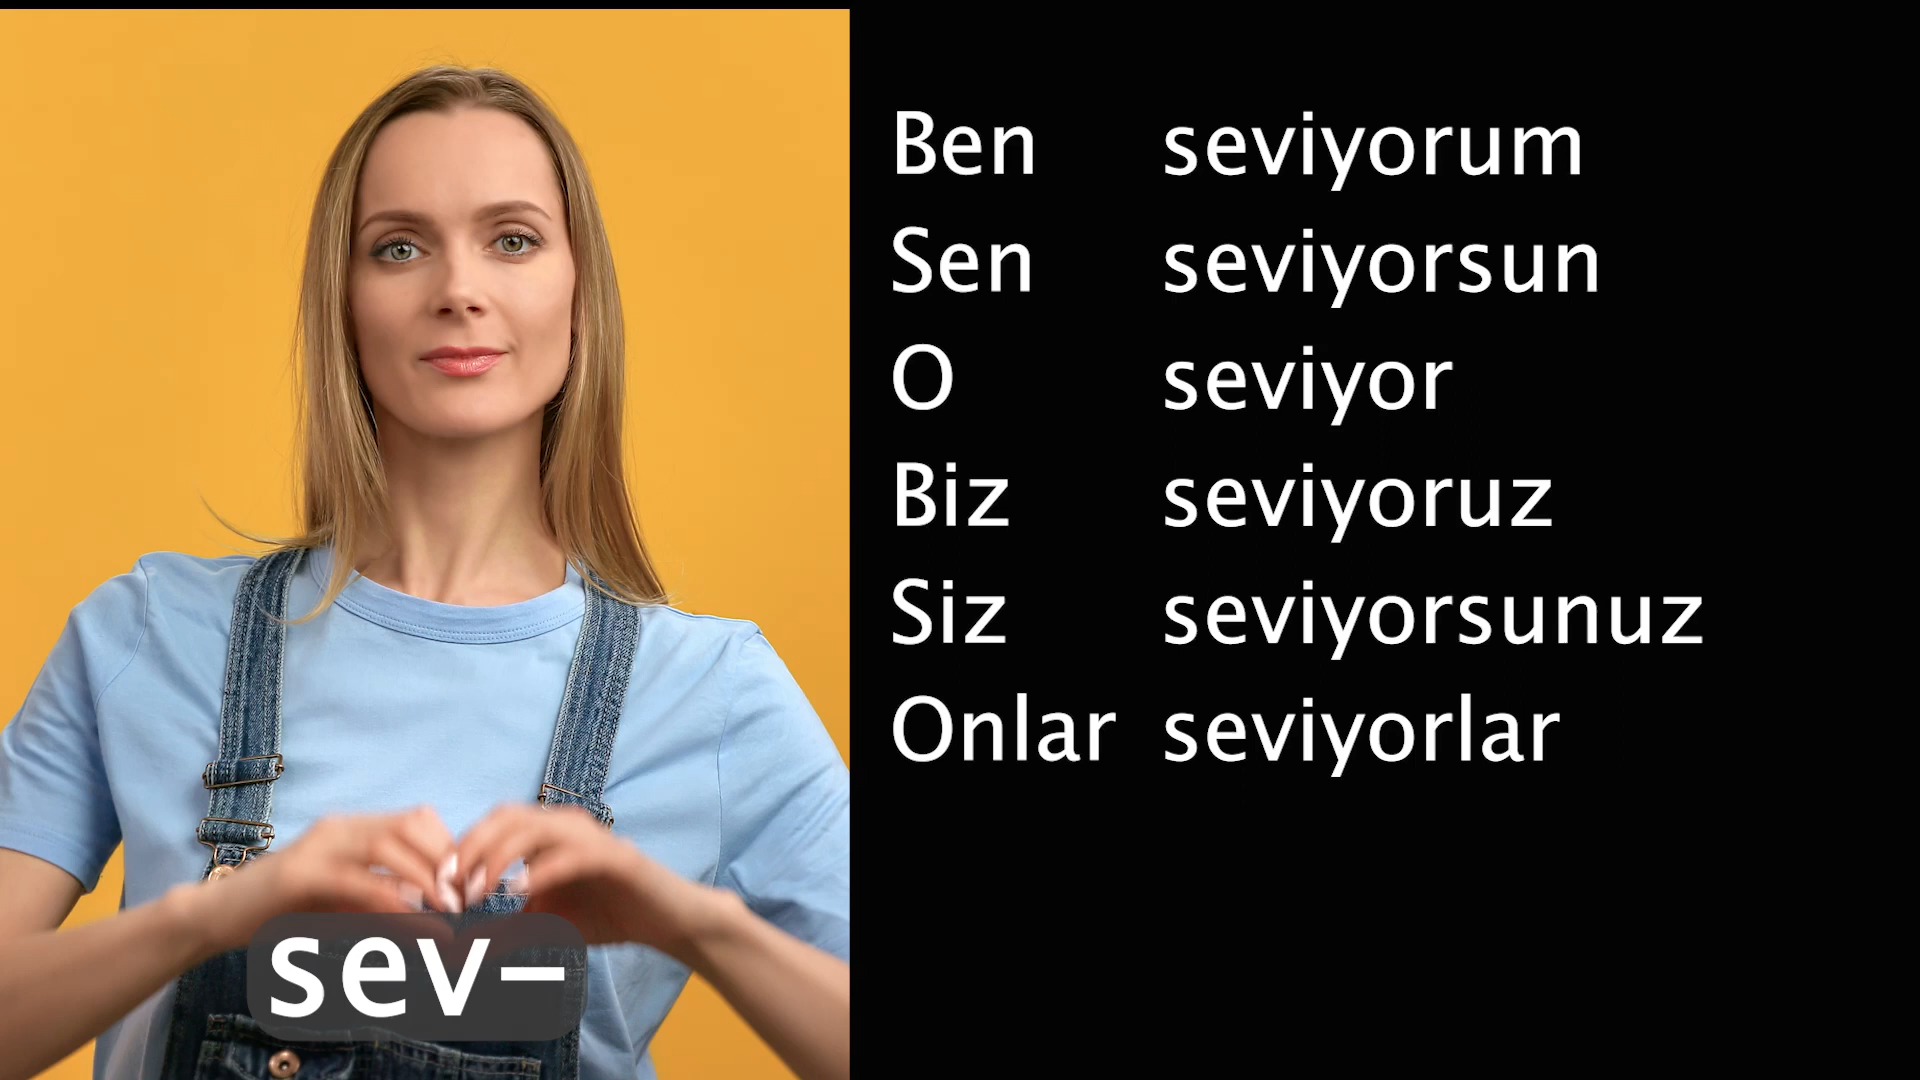 Ben seviyorum
Sen seviyorsun
O seviyor
Biz seviyoruz
Siz seviyorsunuz
Onlar seviyorlar
sev-